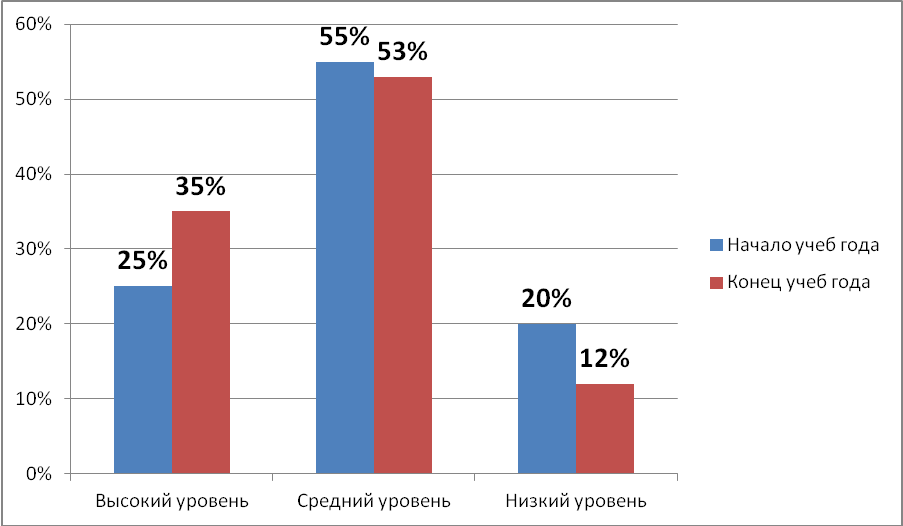 60%
50%
40%
30%
20%
10%
0%
25%
35%
55%
53%
20%
12%
Высокий уровень
Средний уровень
Низкий уровень
Начало учеб года
Конец учеб года